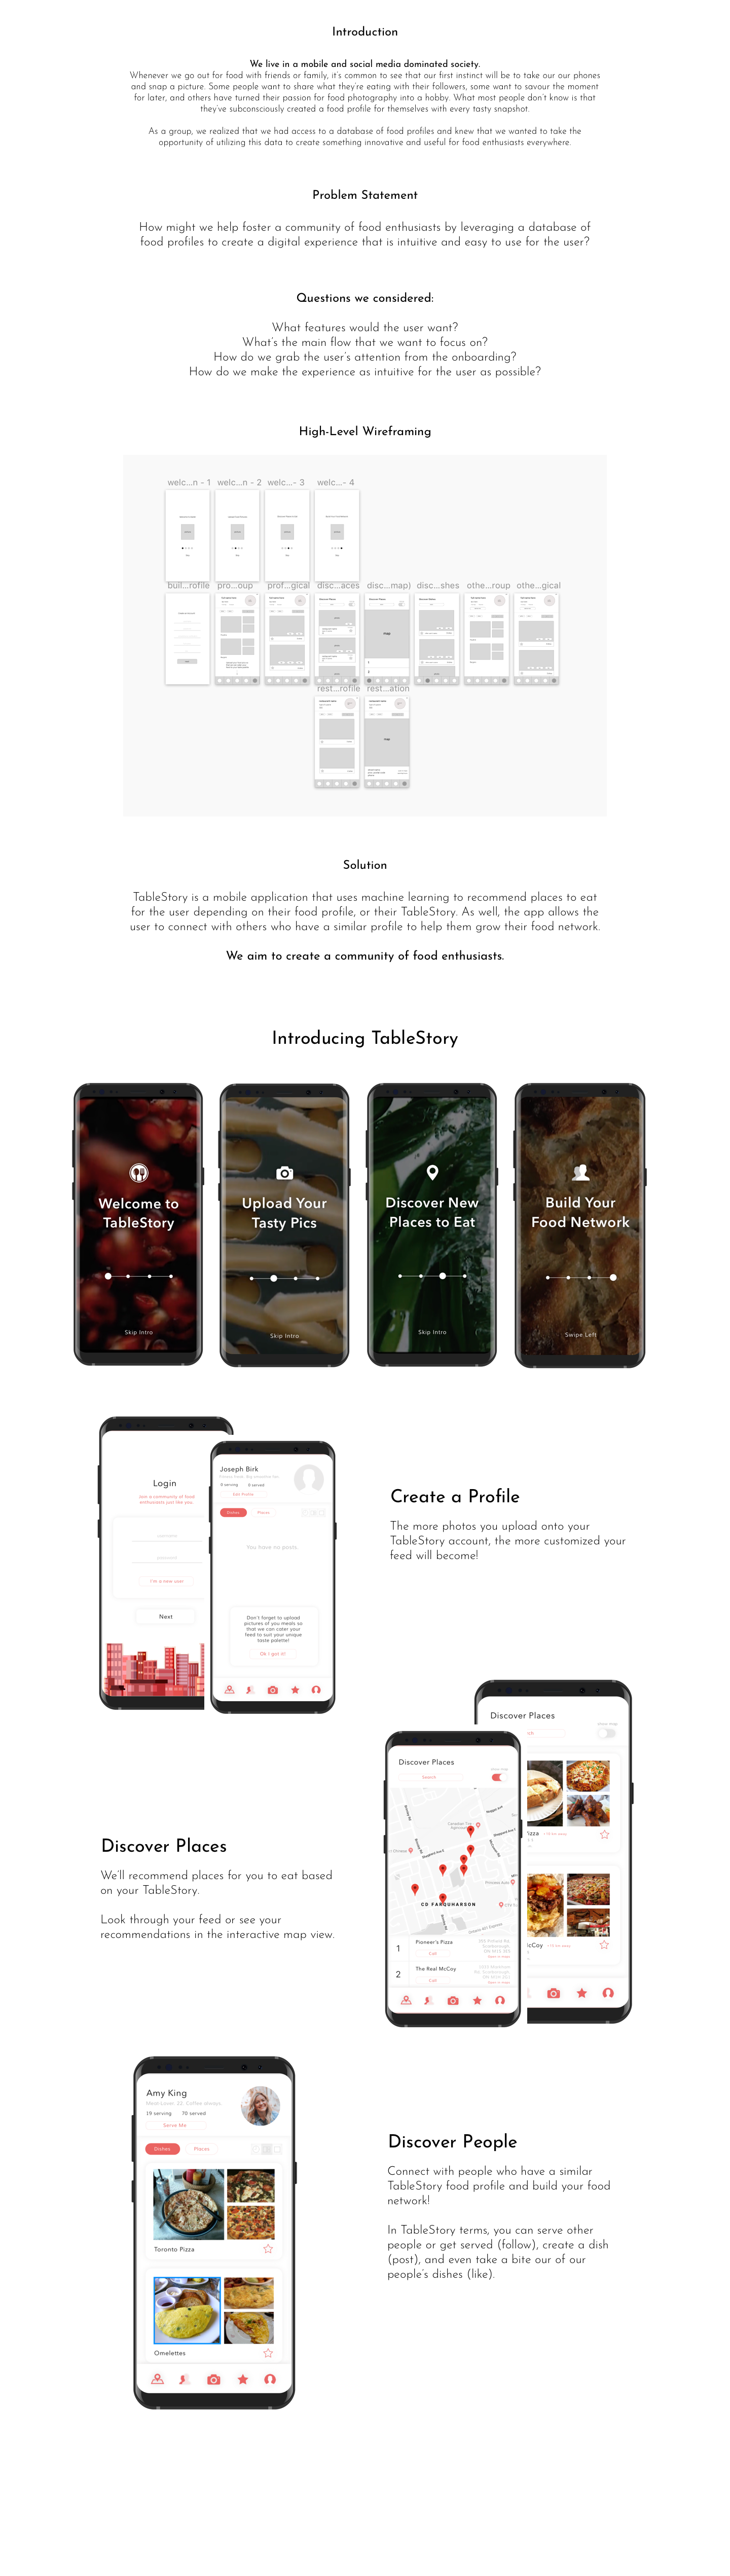 Introduction
We live in a mobile and social media dominated society.
Whenever we go out for food with friends or family, it's common to see that our first instinct will be to take our our phones
and snap a picture. Some people want to share what they're eating with their followers, some want to savour the moment
for later, and others have turned their passion for food photography into a hobby. What most people don't know is that
they've subconsciously created a food profile for themselves with every tasty snapshot.
As a group, we realized that we had access to a database of food profiles and knew that we wanted to take the
opportunity of utilizing this data to create something innovative and useful for food enthusiasts everywhere.
Problem Statement
How might we help foster a community of food enthusiasts by leveraging a database of
food profiles to create a digital experience that is intuitive and easy to use for the user?
Questions we considered:
What features would the user want?
What's the main flow that we want to focus on?
How do we grab the user's attention from the onboarding?
How do we make the experience as intuitive for the user as possible?
High-Level Wireframing
welc...n - 1 welc...n - 2 welc...- 3 welc...- 4
buil...rofile pro...oup prof...gical disc...aces disc...map) disc...shes othe...roup othe...gical
map
rest...rofile rest...ation
map
Solution
TableStory is a mobile application that uses machine learning to recommend places to eat
for the user depending on their food profile, or their TableStory. As well, the app allows the
user to connect with others who have a similar profile to help them grow their food network.
We aim to create a community of food enthusiasts.
Introducing TableStory
Welcome to
TableStory
Skip Intro
Upload Your
Tasty Pics
Skip Intro
Discover New
Places to Eat
Skip Intro
Build Your
Food Network
Swipe Left
Login
Join a community of food
enthusiasts just like you.
username
password
I'm a new user
Next
Joseph Birk
0 serving 0 served
Edit Profile
Dishes Places
You have no posts
Don't forget to upload
pictures of you meals so
that we can cater your
feed to suit your unique
taste palette!
Ok I got it!
Create a Profile
The more photos you upload onto your
TableStory account, the more customized your
feed will become!
Discover Places
Discover Places
Search
CD FARQUHARSON
1 Pioneer's Pizza
Call
2 The Real McCoy
Call
Discover Places
We'll recommend places for you to eat based
on your TableStory.
Look through your feed or see your
recommendations in the interactive map view.
Amy King
Meat-Lover. 22. Coffee always.
19 serving 70 served
Serve Me
Dishes Places
Toronto Pizza
Omelettes
Discover People
Connect with people who have a similar
TableStory food profile and build your food
network!
In TableStory terms, you can serve other
people or get served (follow), create a dish
(post), and even take a bite our of our
people's dishes (like).